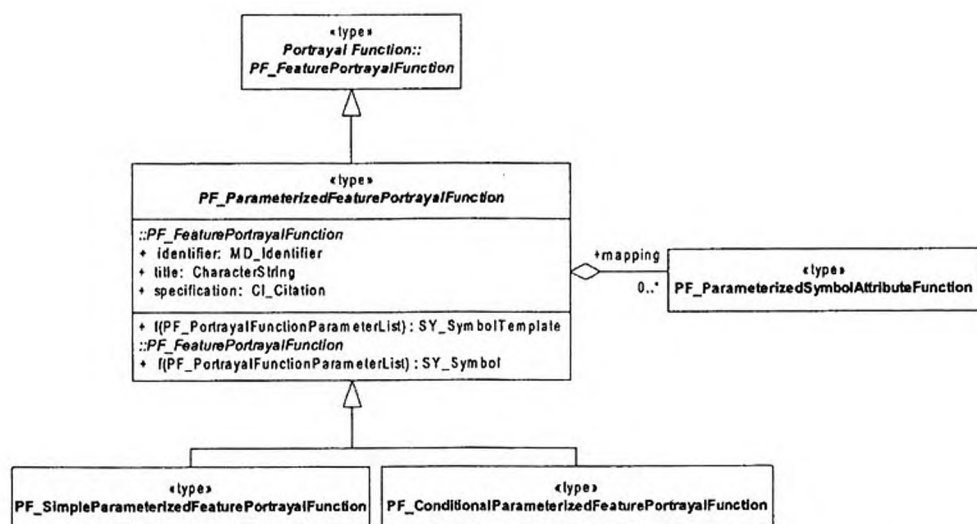 «type»
Portrayal Function::
PF_FeaturePortrayalFunction
«type»
PF_ParameterizedFeaturePortrayalFunction
::PF_FeaturePortrayalFunction
+ identifier: MD_Identifier
+ title: CharacterString
+ specification: CI_Citation
+ f(PF_PortrayalFunctionParameterList) : SY_SymbolTemplate
::PF_FeaturePortrayalFunction
+ f(PF_PortrayalFunctionParameterList) : SY_Symbol
+mapping
0..*
«type»
PF_ParameterizedSymbolAttributeFunction
«type»
PF_SimpleParameterizedFeaturePortrayalFunction
«type»
PF_ConditionalParameterizedFeaturePortrayalFunction